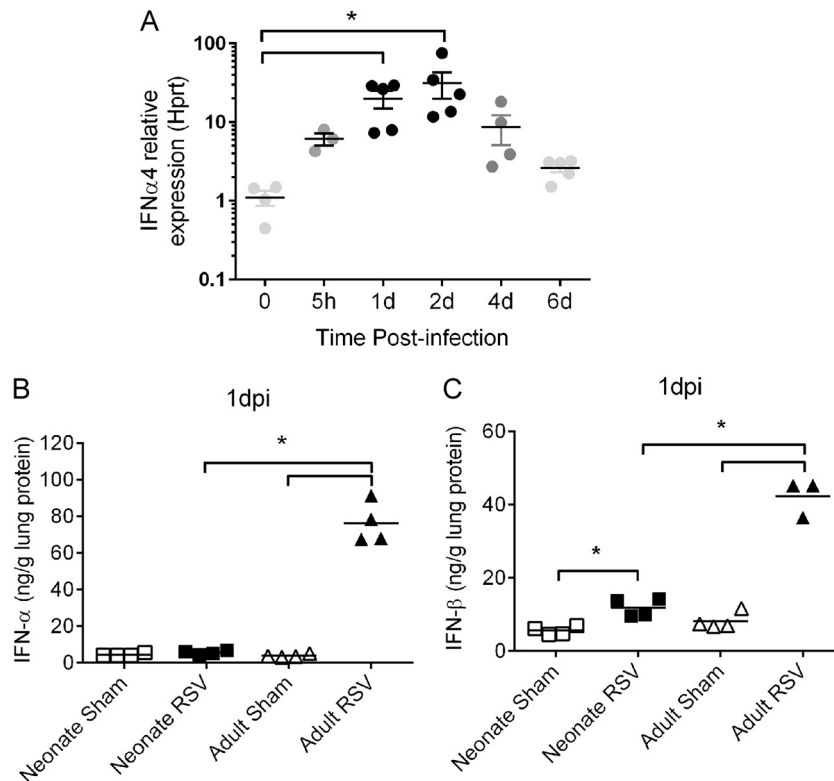 A
*
IFNα4 relative
expression (Hprt)
100
10
1
0.1
0 5h 1d 2d 4d 6d
Time Post-infection
B
1dpi
*
IFN-α (ng/g lung protein)
120
100
80
60
40
20
0
Neonate Sham
Neonate RSV
Adult Sham
Adult RSV
C
1dpi
*
*
IFN-β (ng/g lung protein)
60
40
20
0
Neonate Sham
Neonate RSV
Adult Sham
Adult RSV